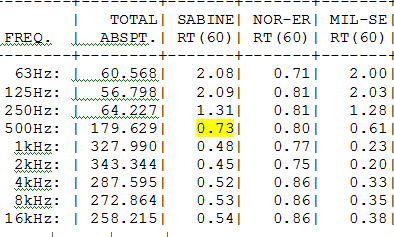 | TOTAL| SABINE |NOR-ER| MIL-SE
FREQ. | ABSPT.| RT(60) |RT(60)| RT(60)
63Hz: | 60.568| 2.08 | 0.71| 2.00
125Hz: | 56.798| 2.09 | 0.81| 2.03
250Hz: | 64.227| 1.31 | 0.81| 1.28
500Hz: | 179.629| 0.73 | 0.80| 0.61
1kHz: | 327.990| 0.48 | 0.77| 0.23
2kHz: | 343.344| 0.45 | 0.75| 0.20
4kHz: | 287.595| 0.52 | 0.86| 0.33
8kHz: | 272.864| 0.53 | 0.86| 0.35
16kHz: | 258.215| 0.54 | 0.86| 0.38